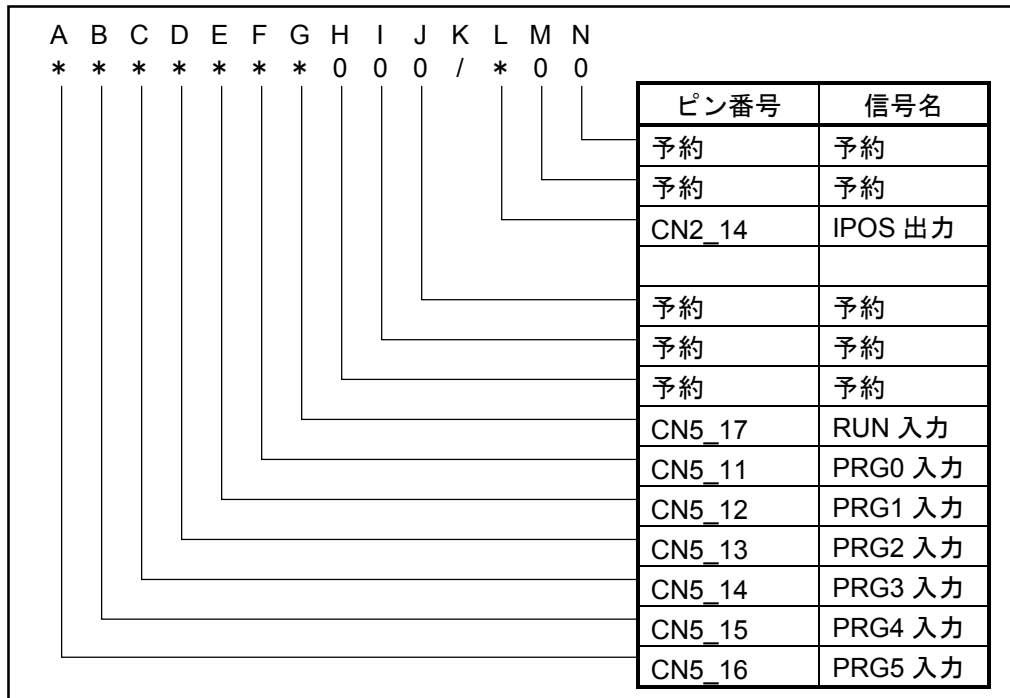 A B C D E F G H I J K L M N
* * * * * * * 0 0 0 / * 0 0
ピン番号 信号名
予約 予約
予約 予約
CN2_14 IPOS 出力
予約 予約
予約 予約
予約 予約
CN5_17 RUN 入力
CN5_11 PRG0 入力
CN5_12 PRG1 入力
CN5_13 PRG2 入力
CN5_14 PRG3 入力
CN5_15 PRG4 入力
CN5_16 PRG5 入力